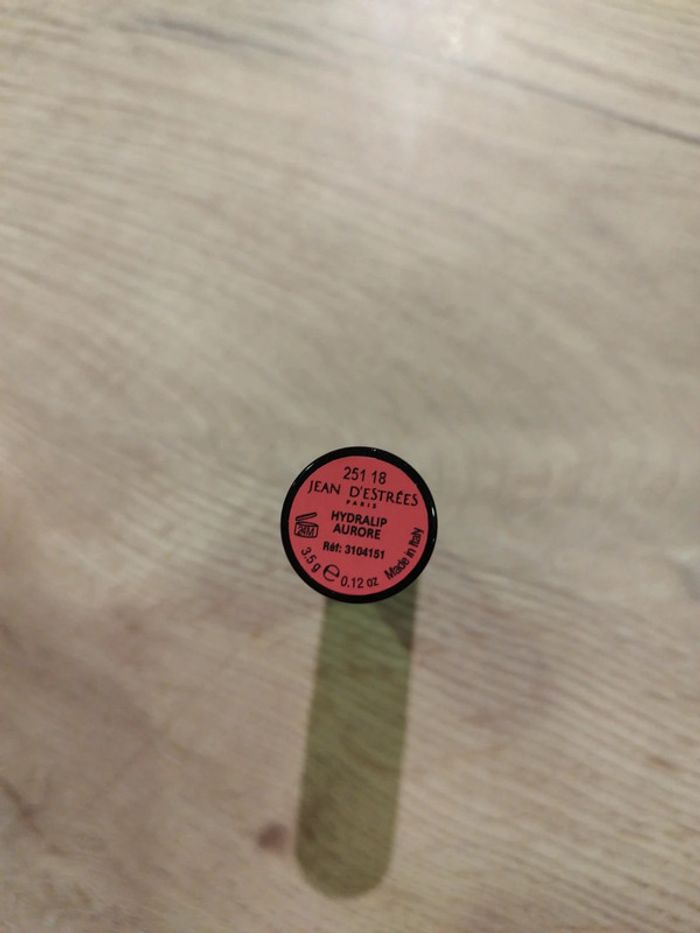 251 18
JEAN D'ESTRÉES
PARIS
HYDRALIP
AURORE
24M
Réf: 3104151
3.5 g ℮ 0.12 oz
Made in Italy